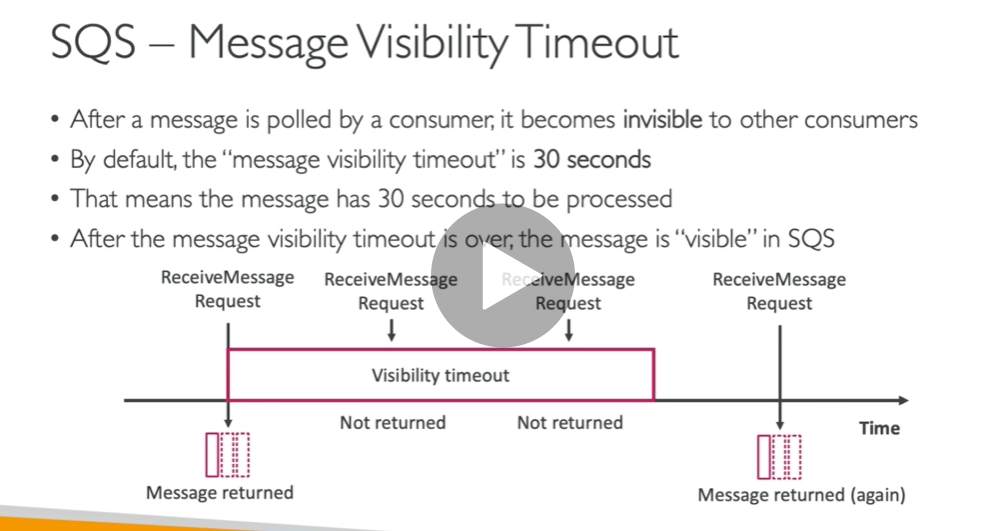 SQS – Message Visibility Timeout
• After a message is polled by a consumer, it becomes invisible to other consumers
• By default, the “message visibility timeout” is 30 seconds
• That means the message has 30 seconds to be processed
• After the message visibility timeout is over, the message is “visible” in SQS
ReceiveMessage
Request
ReceiveMessage
Request
ReceiveMessage
Request
ReceiveMessage
Request
Visibility timeout
Not returned
Not returned
Time
Message returned
Message returned (again)